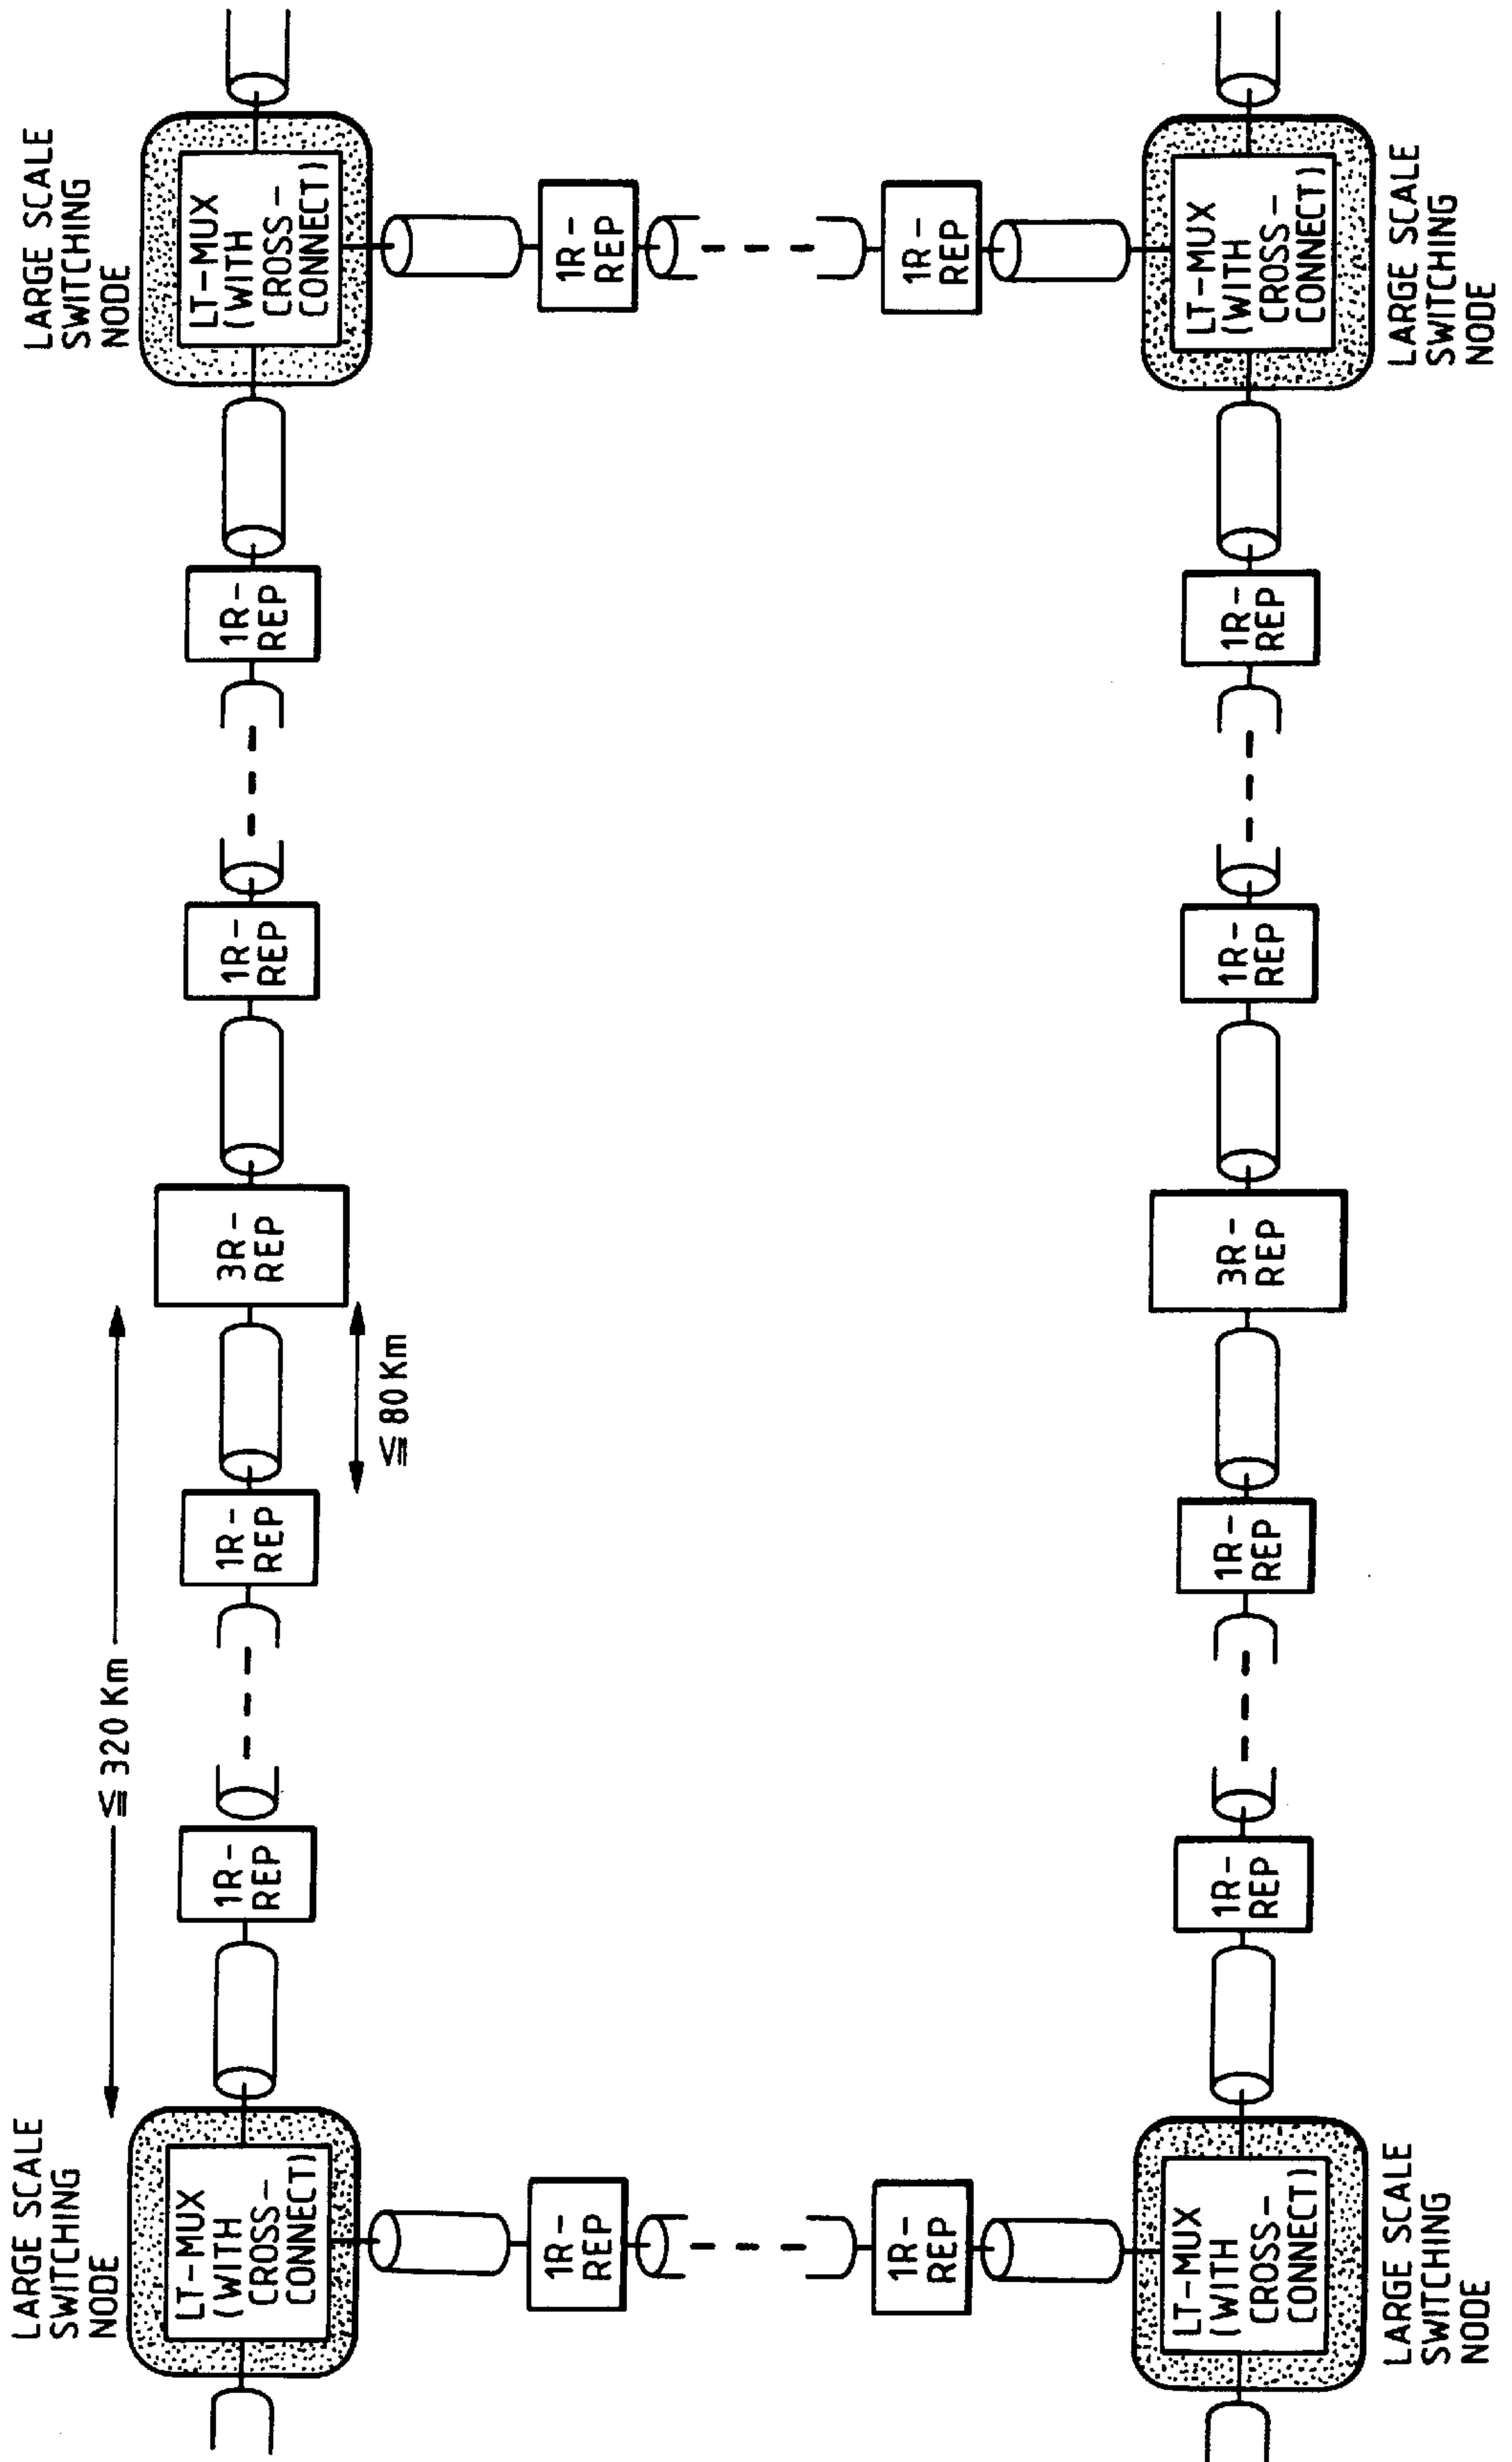 LARGE SCALE
SWITCHING
NODE
≦ 320 Km
LARGE SCALE
SWITCHING
NODE
LT-MUX
(WITH
CROSS-
CONNECT)
1R-
REP
1R-
REP
3R-
REP
1R-
REP
1R-
REP
LT-MUX
(WITH
CROSS-
CONNECT)
≦ 80 Km
1R-
REP
1R-
REP
1R-
REP
1R-
REP
LT-MUX
(WITH
CROSS-
CONNECT)
1R-
REP
1R-
REP
3R-
REP
1R-
REP
1R-
REP
LT-MUX
(WITH
CROSS-
CONNECT)
LARGE SCALE
SWITCHING
NODE
LARGE SCALE
SWITCHING
NODE